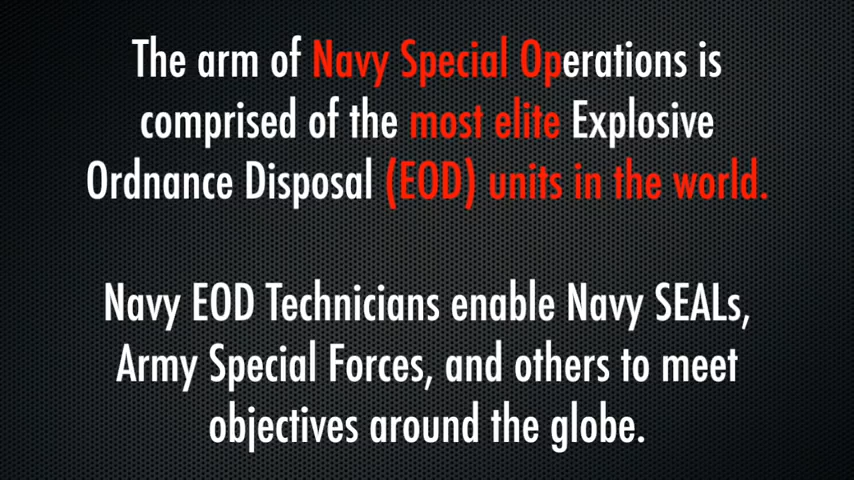 The arm of Navy Special Operations is
comprised of the most elite Explosive
Ordnance Disposal (EOD) units in the world.
Navy EOD Technicians enable Navy SEALs,
Army Special Forces, and others to meet
objectives around the globe.